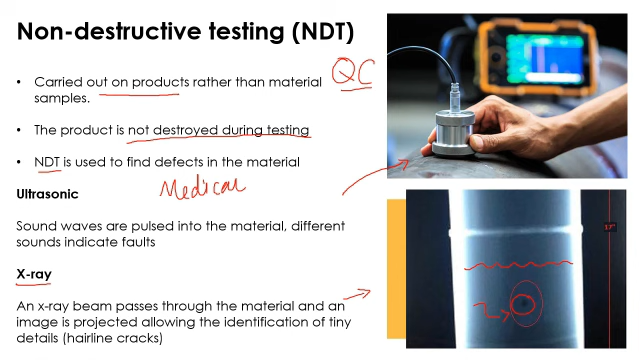 Non-destructive testing (NDT)
QC
• Carried out on products rather than material
samples.
• The product is not destroyed during testing
• NDT is used to find defects in the material
Medical
Ultrasonic
Sound waves are pulsed into the material, different
sounds indicate faults
X-ray
An x-ray beam passes through the material and an
image is projected allowing the identification of tiny
details (hairline cracks)
17"